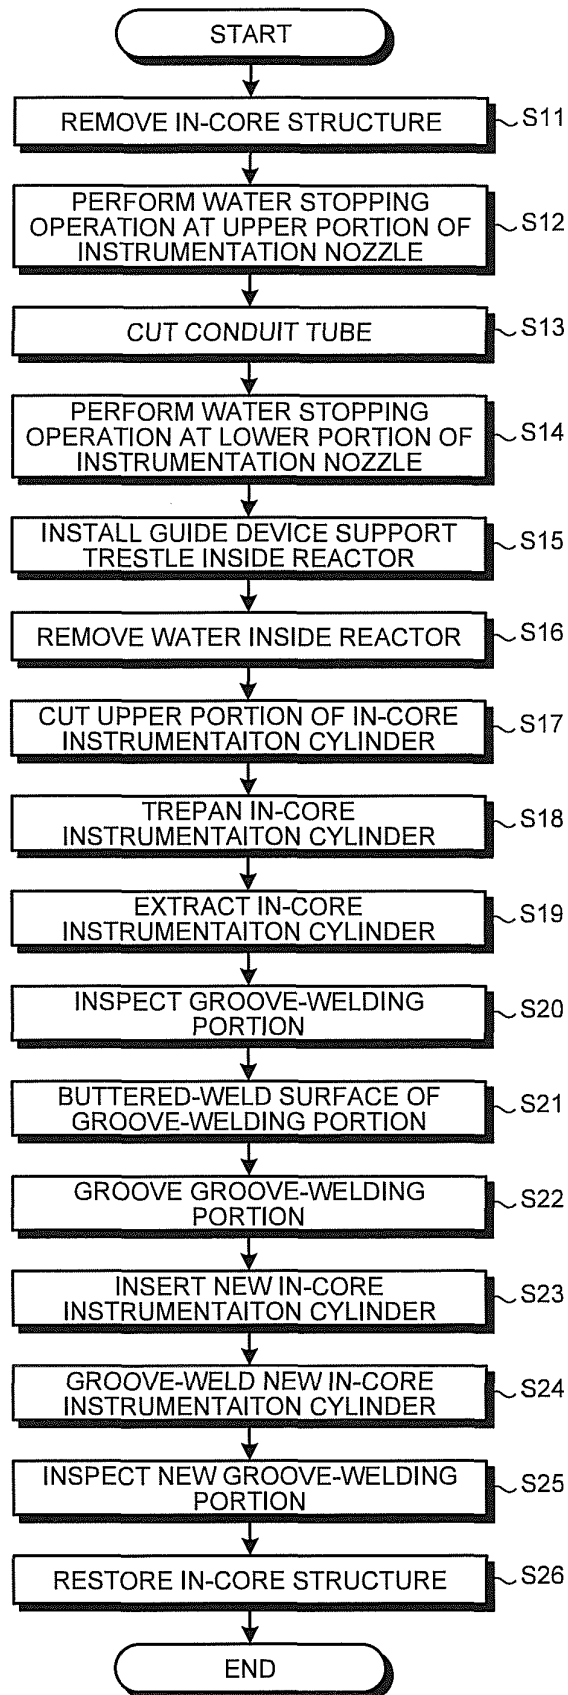 START
REMOVE IN-CORE STRUCTURE
S11
PERFORM WATER STOPPING
OPERATION AT UPPER PORTION OF
INSTRUMENTATION NOZZLE
S12
CUT CONDUIT TUBE
S13
PERFORM WATER STOPPING
OPERATION AT LOWER PORTION OF
INSTRUMENTATION NOZZLE
S14
INSTALL GUIDE DEVICE SUPPORT
TRESTLE INSIDE REACTOR
S15
REMOVE WATER INSIDE REACTOR
S16
CUT UPPER PORTION OF IN-CORE
INSTRUMENTAITON CYLINDER
S17
TREPAN IN-CORE
INSTRUMENTAITON CYLINDER
S18
EXTRACT IN-CORE
INSTRUMENTAITON CYLINDER
S19
INSPECT GROOVE-WELDING
PORTION
S20
BUTTERED-WELD SURFACE OF
GROOVE-WELDING PORTION
S21
GROOVE GROOVE-WELDING
PORTION
S22
INSERT NEW IN-CORE
INSTRUMENTAITON CYLINDER
S23
GROOVE-WELD NEW IN-CORE
INSTRUMENTAITON CYLINDER
S24
INSPECT NEW GROOVE-WELDING
PORTION
S25
RESTORE IN-CORE STRUCTURE
S26
END